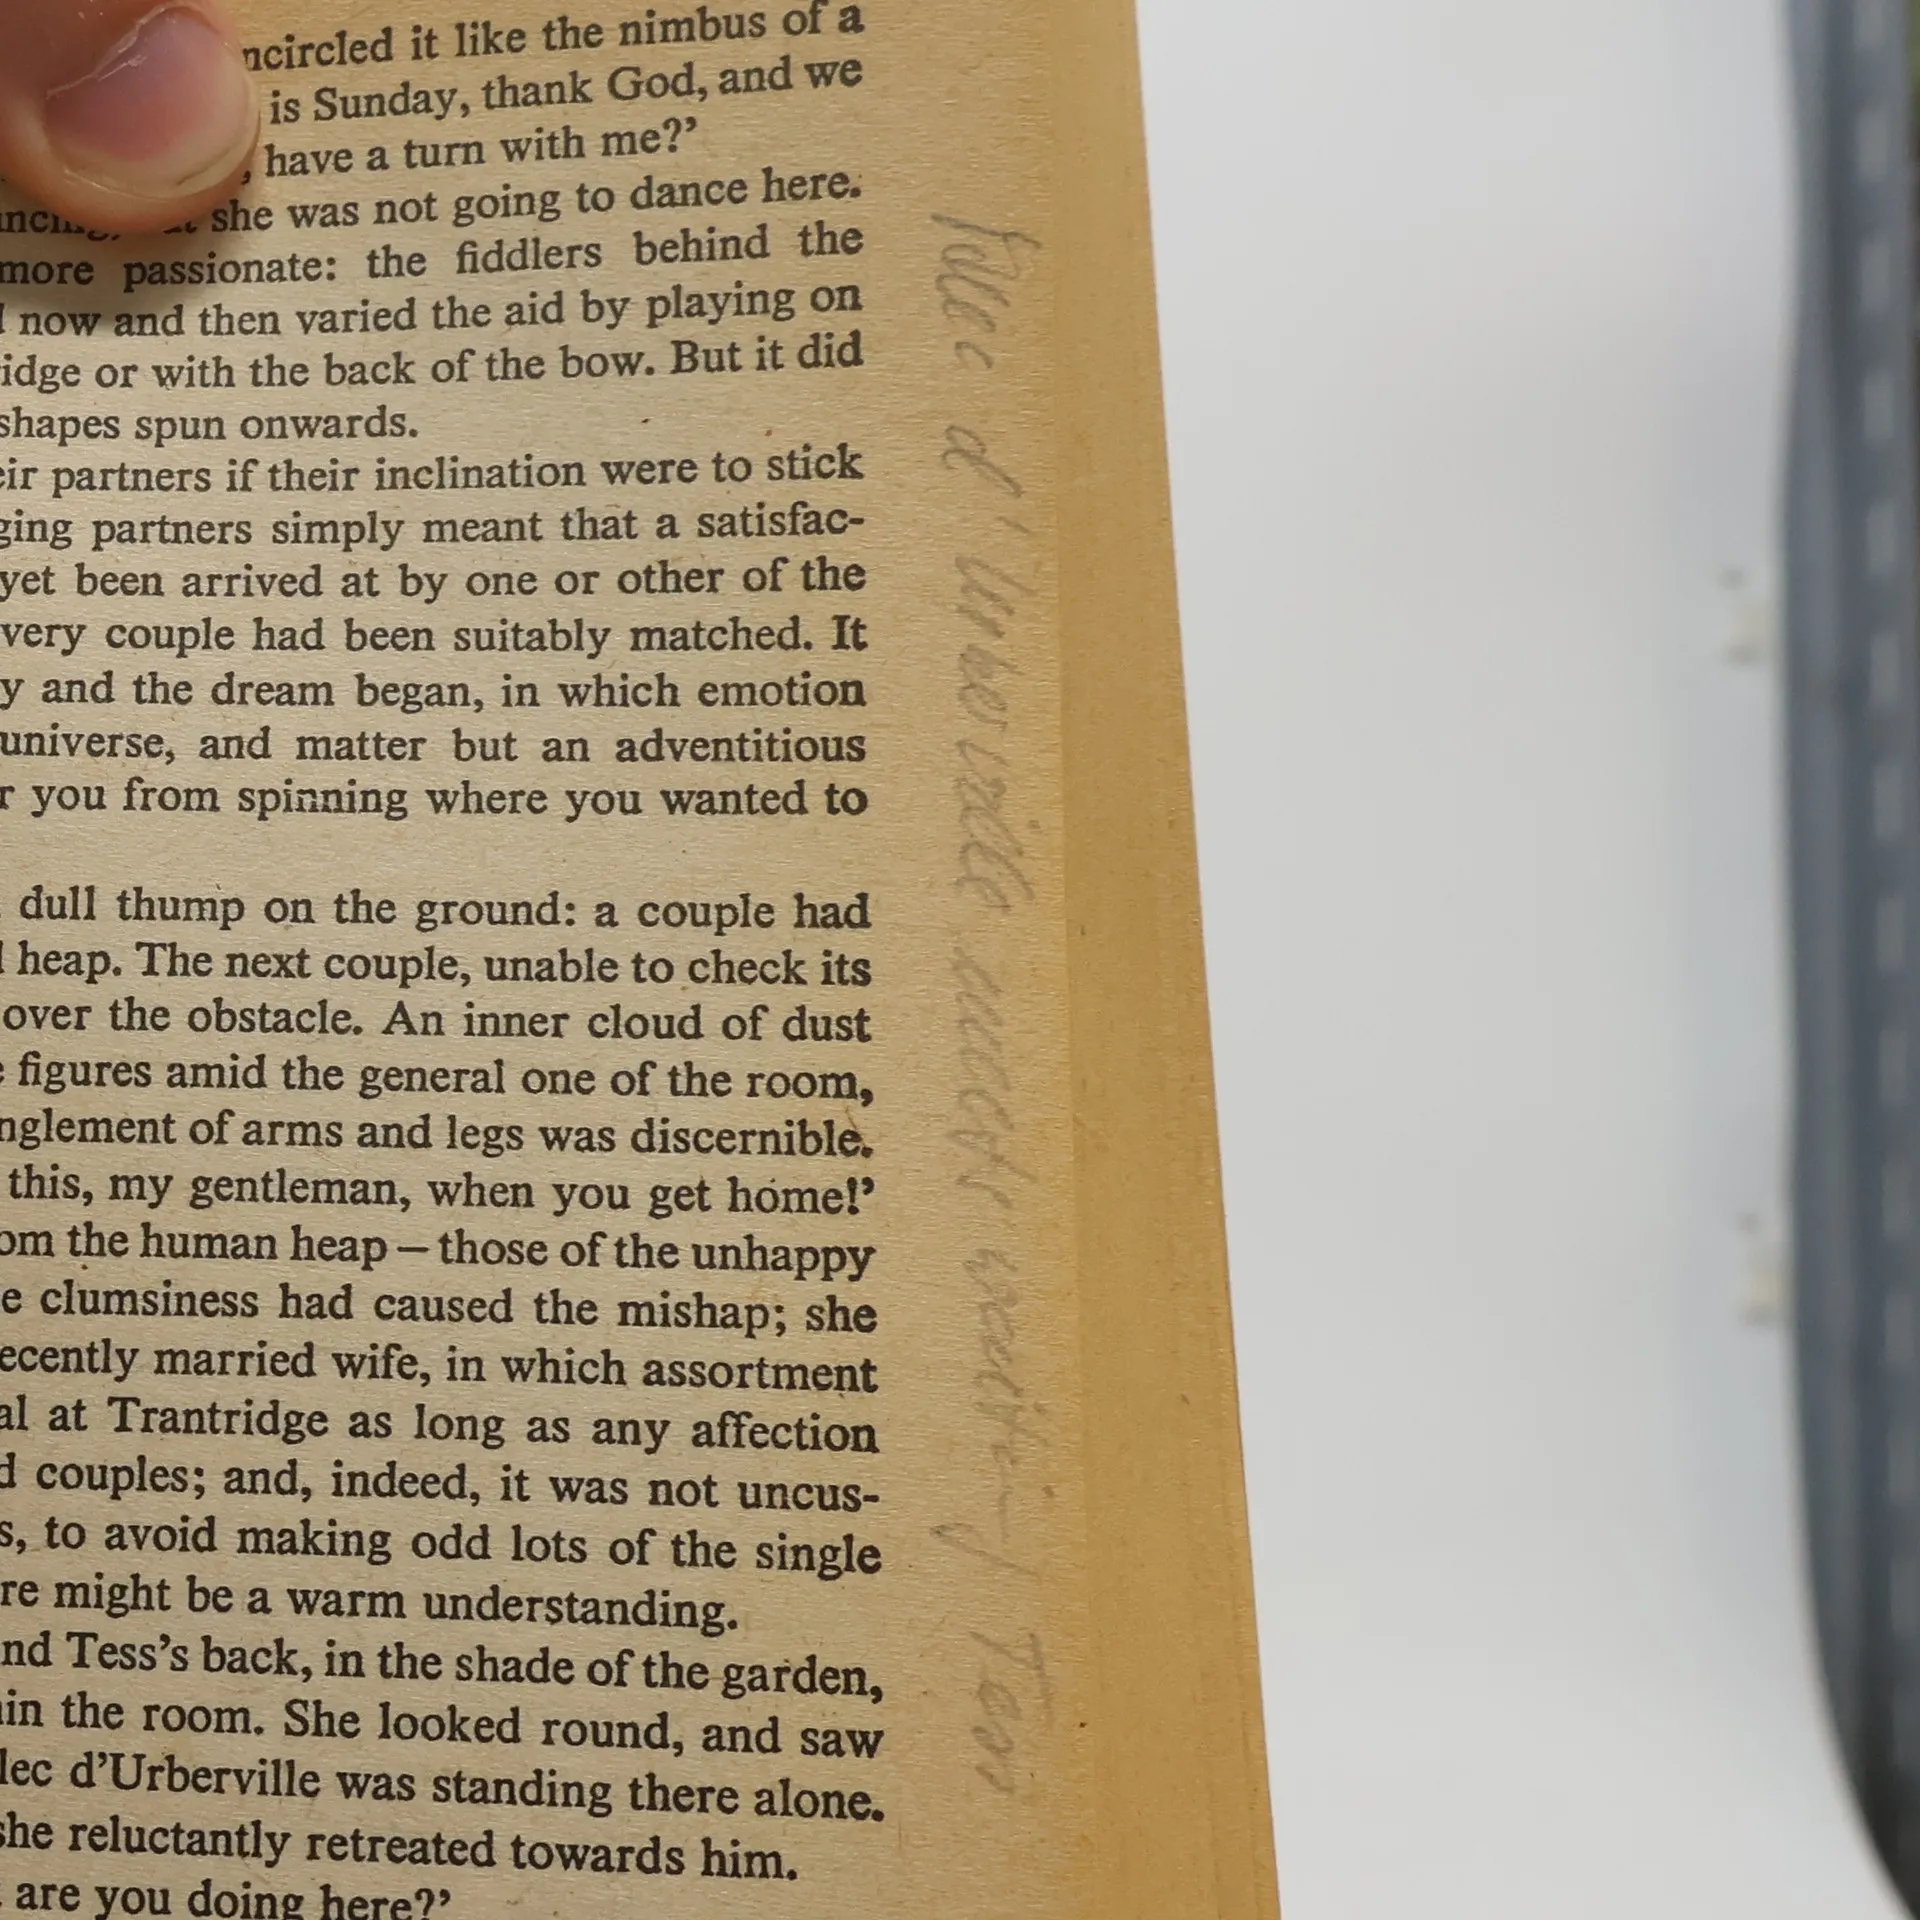 ncircled it like the nimbus of a
is Sunday, thank God, and we
, have a turn with me?’
she was not going to dance here.
more passionate: the fiddlers behind the
now and then varied the aid by playing on
idge or with the back of the bow. But it did
shapes spun onwards.
eir partners if their inclination were to stick
ging partners simply meant that a satisfac-
yet been arrived at by one or other of the
very couple had been suitably matched. It
y and the dream began, in which emotion
universe, and matter but an adventitious
r you from spinning where you wanted to
dull thump on the ground: a couple had
heap. The next couple, unable to check its
over the obstacle. An inner cloud of dust
figures amid the general one of the room,
nglement of arms and legs was discernible.
this, my gentleman, when you get home!’
om the human heap – those of the unhappy
e clumsiness had caused the mishap; she
ecently married wife, in which assortment
al at Trantridge as long as any affection
d couples; and, indeed, it was not uncus-
s, to avoid making odd lots of the single
re might be a warm understanding.
nd Tess’s back, in the shade of the garden,
in the room. She looked round, and saw
lec d’Urberville was standing there alone.
she reluctantly retreated towards him.
are you doing here?’
Alec d'Urberville meets Tess